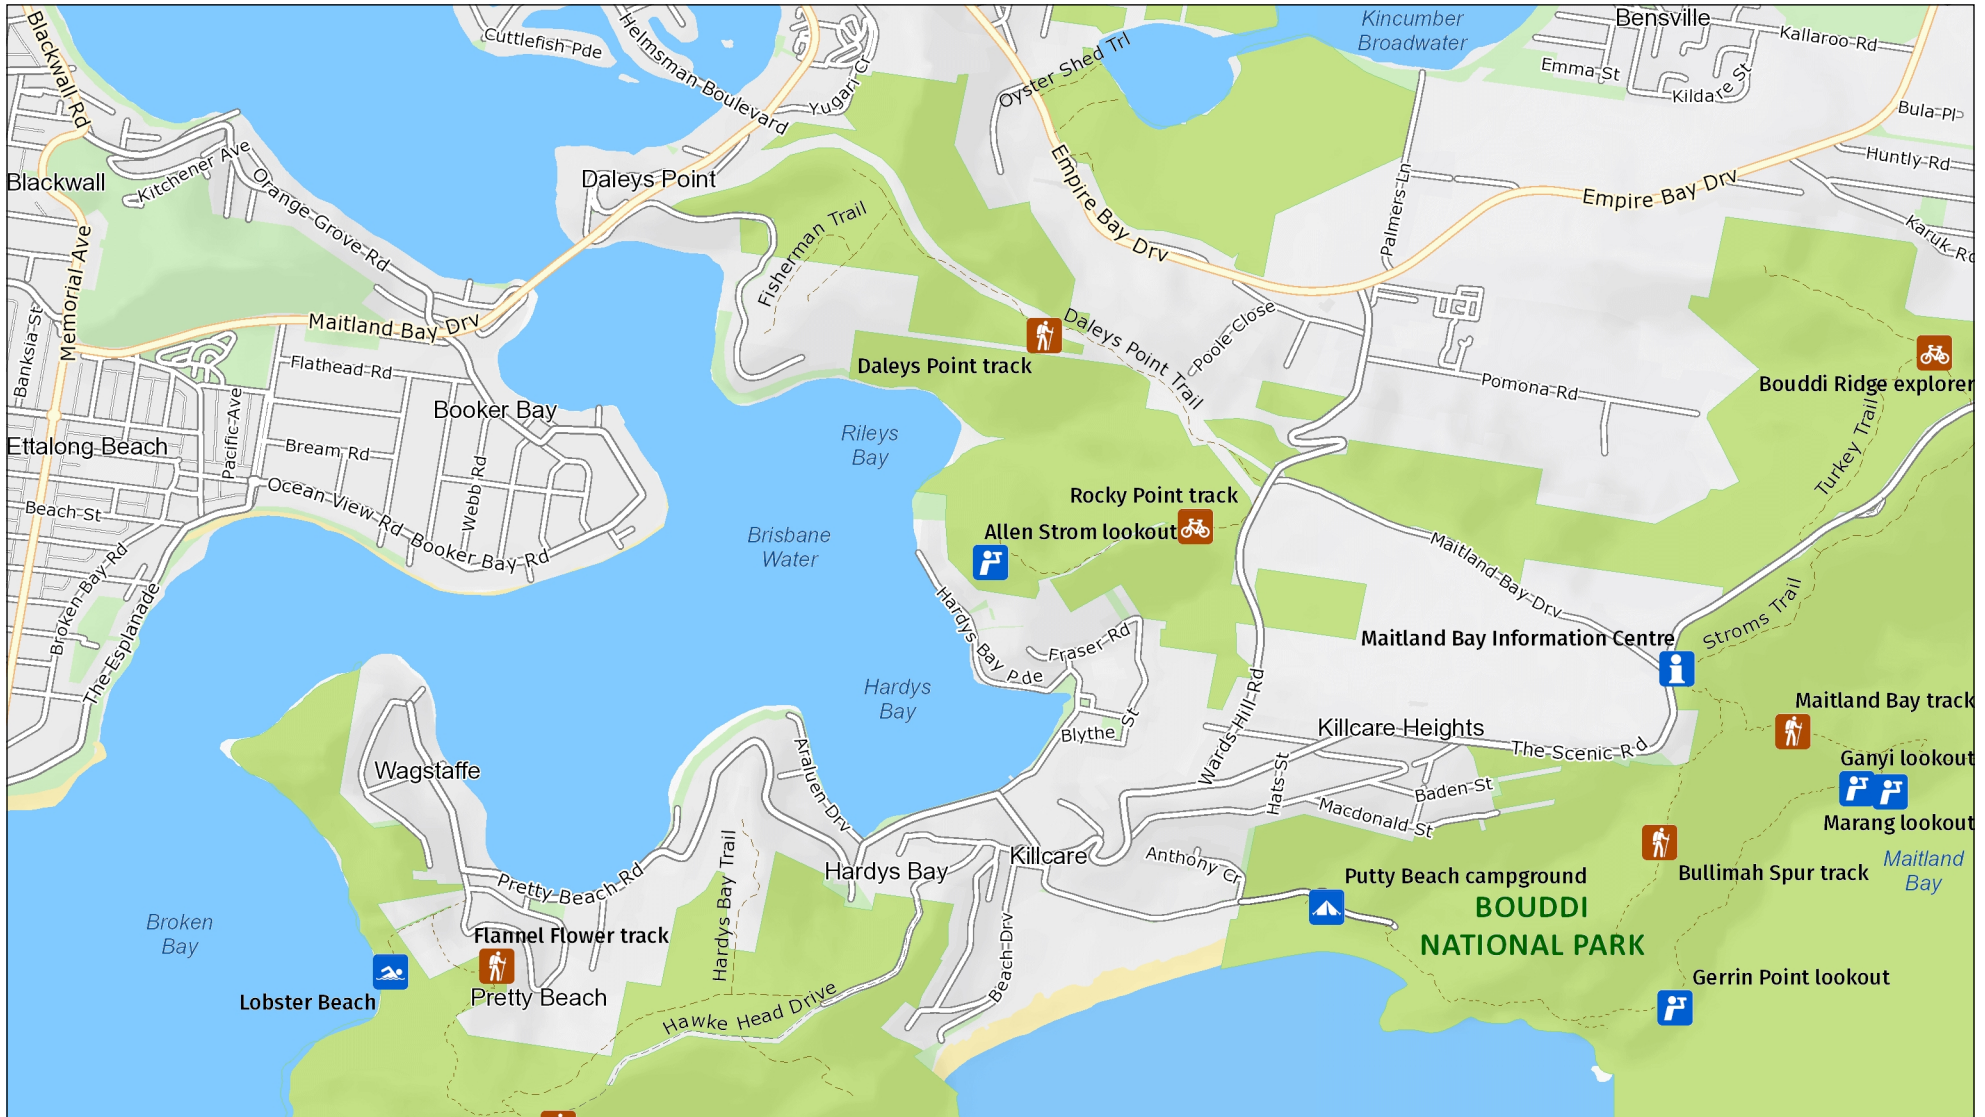 Kincumber
Broadwater
Bensville
Blackwall Rd
Cuttlefish Pde
Helmsman Boulevard
Yugari Cr
Oyster Shed Trl
Kallaroo Rd
Emma St
Kildare St
Bula Pl
Huntly Rd
Karuk Rd
Blackwall
Kitchener Ave
Orange Grove Rd
Daleys Point
Fisherman Trail
Empire Bay Drv
Palmers Ln
Empire Bay Drv
Memorial Ave
Banksia St
Maitland Bay Drv
Flathead Rd
Booker Bay
Pacific Ave
Ettalong Beach
Bream Rd
Webb Rd
Ocean View Rd
Booker Bay Rd
Beach St
Broken Bay Rd
The Esplanade
Daleys Point track
Daleys Point Trail
Poole Close
Pomona Rd
Bouddi Ridge explorer
Turkey Trail
Rileys
Bay
Brisbane
Water
Rocky Point track
Allen Strom lookout
Maitland Bay Drv
Stroms Trail
Maitland Bay Information Centre
Hardys Bay Pde
Fraser Rd
Hardys
Bay
Blythe St
Wards Hill Rd
Killcare Heights
The Scenic Rd
Maitland Bay track
Ganyi lookout
Marang lookout
Maitland
Bay
Hats St
Baden St
Macdonald St
Wagstaffe
Araluen Drv
Hardys Bay
Killcare
Anthony Cr
Putty Beach campground
BOUDDI
NATIONAL PARK
Bullimah Spur track
Gerrin Point lookout
Pretty Beach Rd
Hardys Bay Trail
Beach Drv
Broken
Bay
Flannel Flower track
Lobster Beach
Pretty Beach
Hawke Head Drive